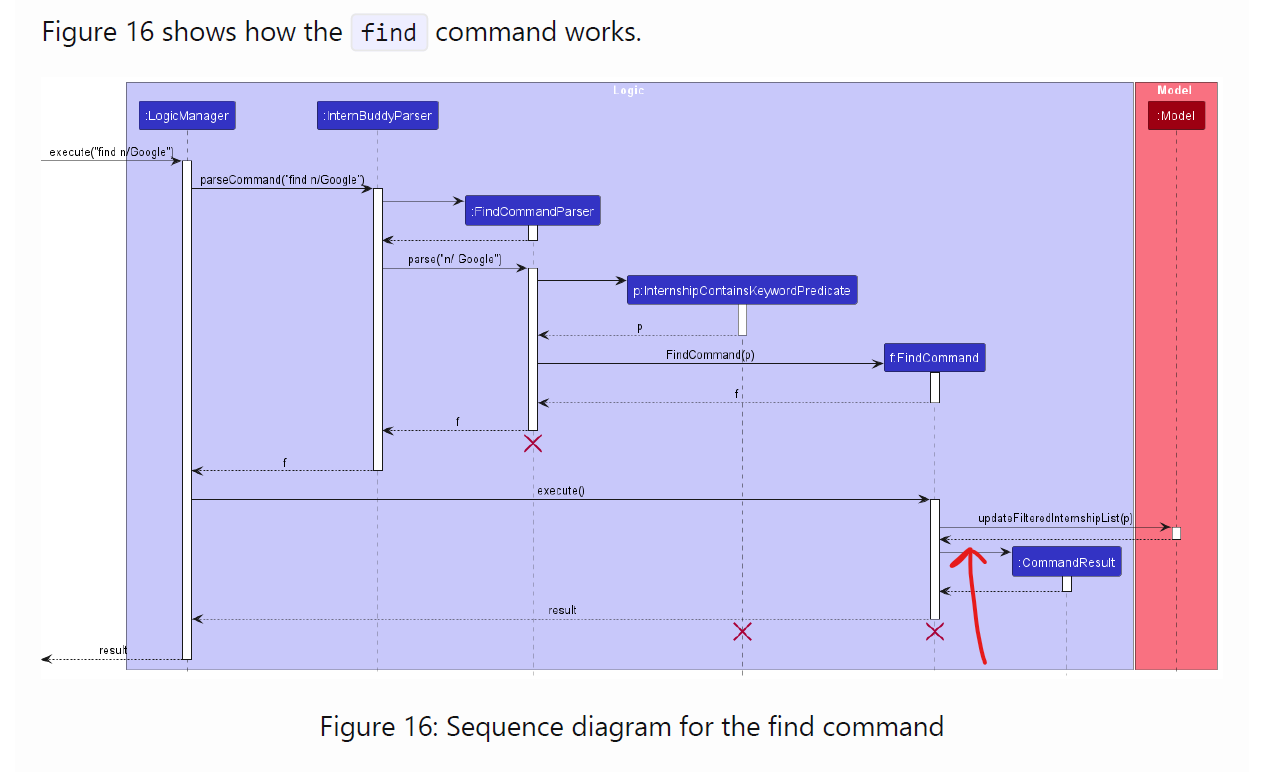 Figure 16 shows how the find command works.
Logic
Model
:LogicManager
:InternBuddyParser
:Model
execute("find n/Google")
parseCommand("find n/Google")
:FindCommandParser
parse("n/ Google")
p:InternshipContainsKeywordPredicate
p
FindCommand(p)
f:FindCommand
f
f
f
execute()
updateFilteredInternshipList(p)
:CommandResult
result
result
Figure 16: Sequence diagram for the find command